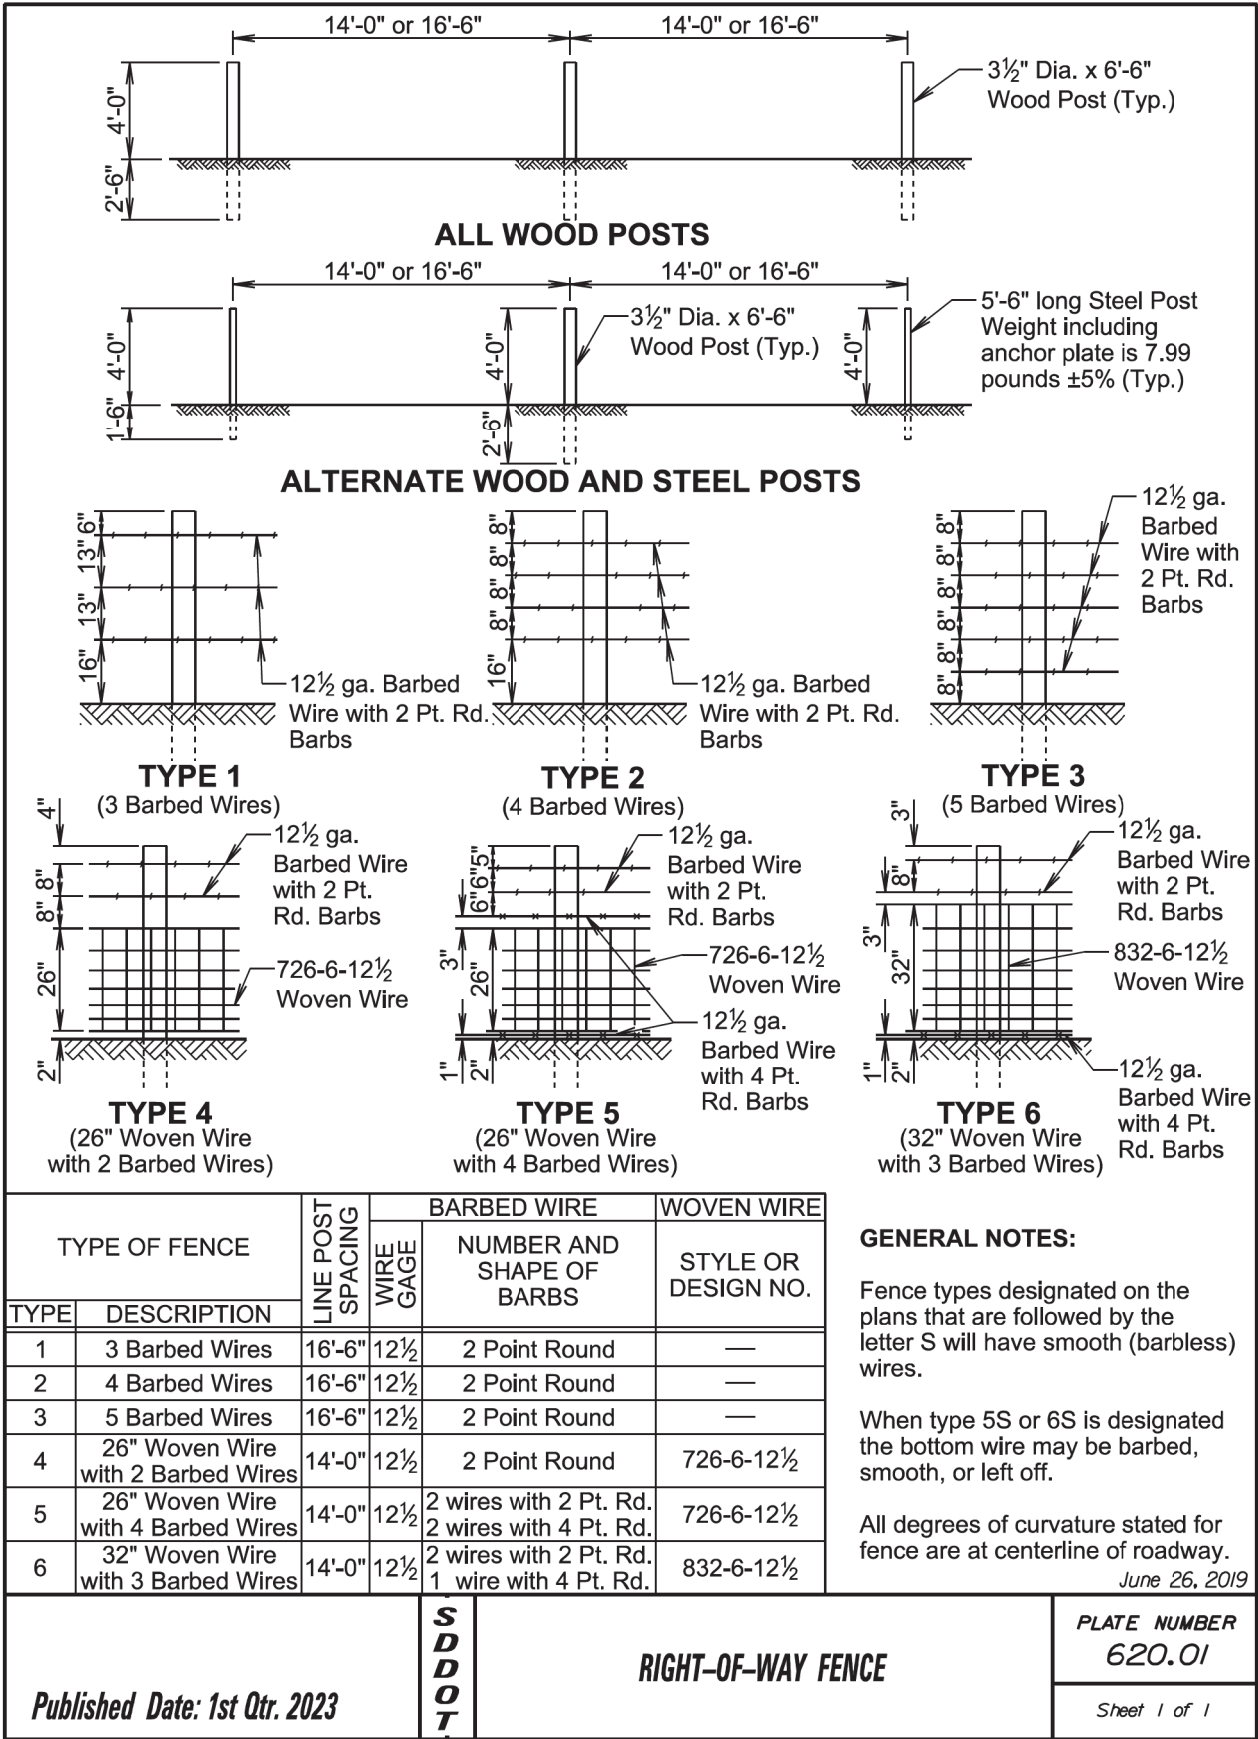 14'-0" or 16'-6"
14'-0" or 16'-6"
4'-0"
2'-6"
3½" Dia. x 6'-6"
Wood Post (Typ.)
ALL WOOD POSTS
14'-0" or 16'-6"
14'-0" or 16'-6"
4'-0"
1'-6"
4'-0"
2'-6"
3½" Dia. x 6'-6"
Wood Post (Typ.)
4'-0"
5'-6" long Steel Post
Weight including
anchor plate is 7.99
pounds ±5% (Typ.)
ALTERNATE WOOD AND STEEL POSTS
6"
13"
13"
16"
12½ ga. Barbed
Wire with 2 Pt. Rd.
Barbs
TYPE 1
(3 Barbed Wires)
8"
8"
8"
8"
16"
12½ ga. Barbed
Wire with 2 Pt. Rd.
Barbs
TYPE 2
(4 Barbed Wires)
8"
8"
8"
8"
8"
8"
12½ ga.
Barbed
Wire with
2 Pt. Rd.
Barbs
TYPE 3
(5 Barbed Wires)
4"
8"
8"
26"
2"
12½ ga.
Barbed Wire
with 2 Pt.
Rd. Barbs
726-6-12½
Woven Wire
TYPE 4
(26" Woven Wire
with 2 Barbed Wires)
5"
6"
6"
3"
26"
1"
2"
12½ ga.
Barbed Wire
with 2 Pt.
Rd. Barbs
726-6-12½
Woven Wire
12½ ga.
Barbed Wire
with 4 Pt.
Rd. Barbs
TYPE 5
(26" Woven Wire
with 4 Barbed Wires)
3"
8"
3"
32"
1"
2"
12½ ga.
Barbed Wire
with 2 Pt.
Rd. Barbs
832-6-12½
Woven Wire
12½ ga.
Barbed Wire
with 4 Pt.
Rd. Barbs
TYPE 6
(32" Woven Wire
with 3 Barbed Wires)
TYPE OF FENCE
LINE POST
SPACING
BARBED WIRE
WOVEN WIRE
WIRE
GAGE
NUMBER AND
SHAPE OF
BARBS
STYLE OR
DESIGN NO.
TYPE DESCRIPTION
1 3 Barbed Wires 16'-6" 12½ 2 Point Round —
2 4 Barbed Wires 16'-6" 12½ 2 Point Round —
3 5 Barbed Wires 16'-6" 12½ 2 Point Round —
4 26" Woven Wire
with 2 Barbed Wires 14'-0" 12½ 2 Point Round 726-6-12½
5 26" Woven Wire
with 4 Barbed Wires 14'-0" 12½ 2 wires with 2 Pt. Rd.
2 wires with 4 Pt. Rd. 726-6-12½
6 32" Woven Wire
with 3 Barbed Wires 14'-0" 12½ 2 wires with 2 Pt. Rd.
1 wire with 4 Pt. Rd. 832-6-12½
GENERAL NOTES:
Fence types designated on the
plans that are followed by the
letter S will have smooth (barbless)
wires.
When type 5S or 6S is designated
the bottom wire may be barbed,
smooth, or left off.
All degrees of curvature stated for
fence are at centerline of roadway.
June 26, 2019
Published Date: 1st Qtr. 2023
S
D
D
O
T
RIGHT-OF-WAY FENCE
PLATE NUMBER
620.01
Sheet 1 of 1